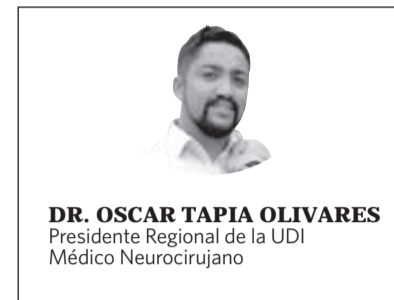 DR. OSCAR TAPIA OLIVARES
Presidente Regional de la UDI
Médico Neurocirujano